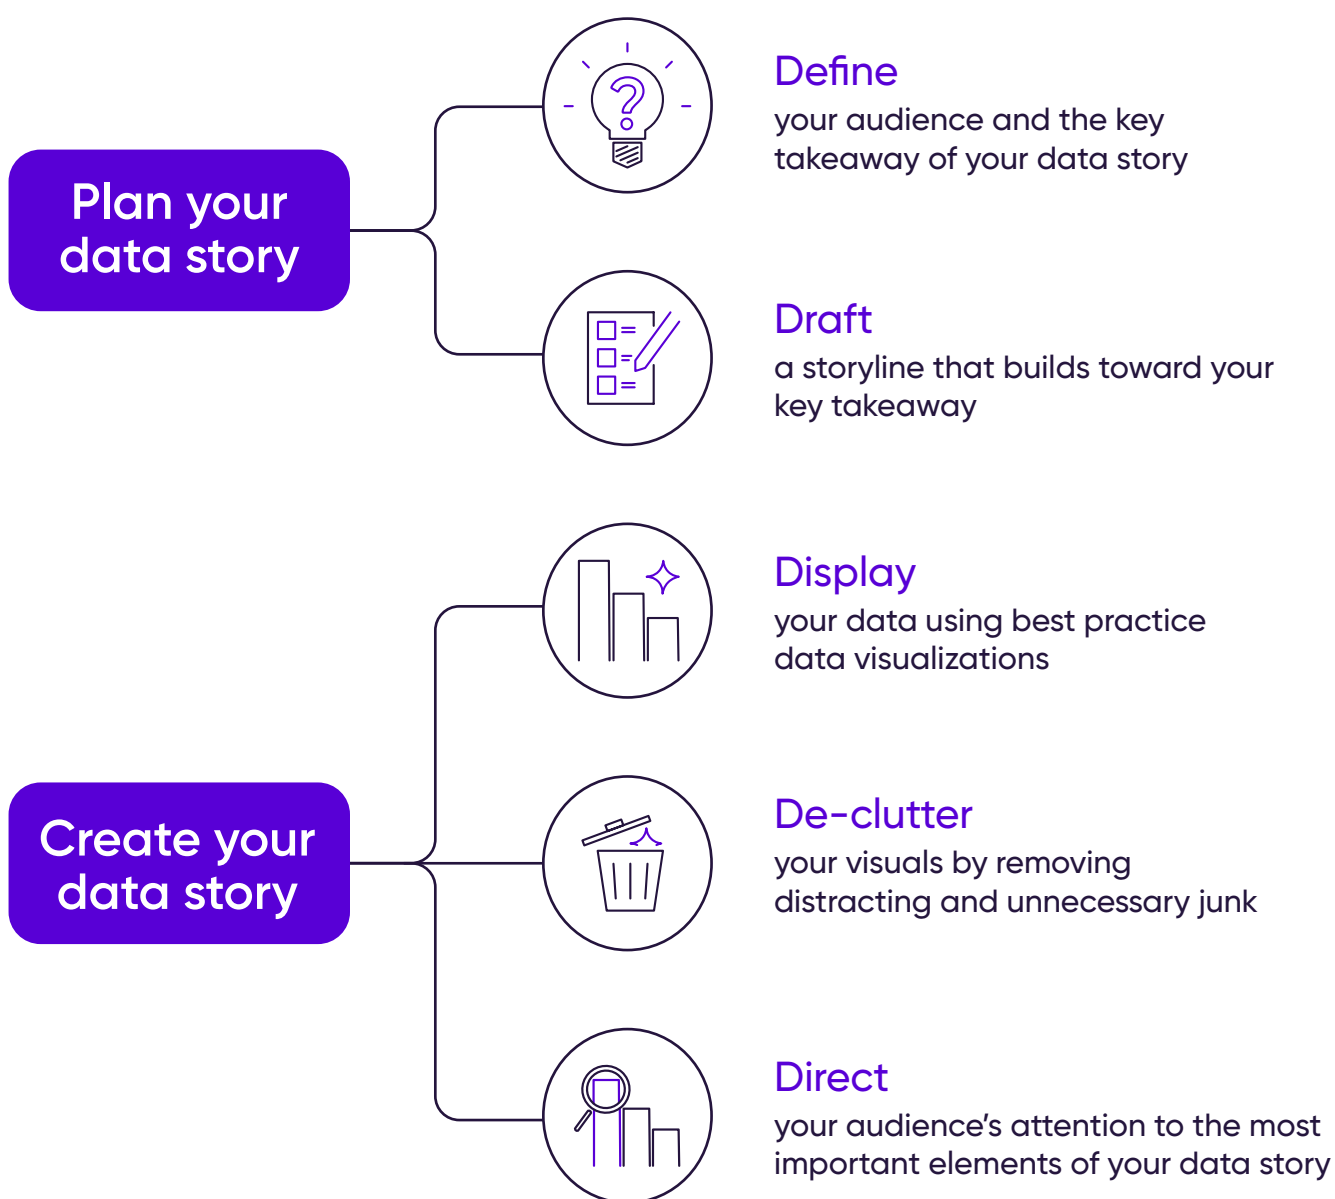 Plan your
data story
Define
your audience and the key
takeaway of your data story
Draft
a storyline that builds toward your
key takeaway
Create your
data story
Display
your data using best practice
data visualizations
De-clutter
your visuals by removing
distracting and unnecessary junk
Direct
your audience’s attention to the most
important elements of your data story